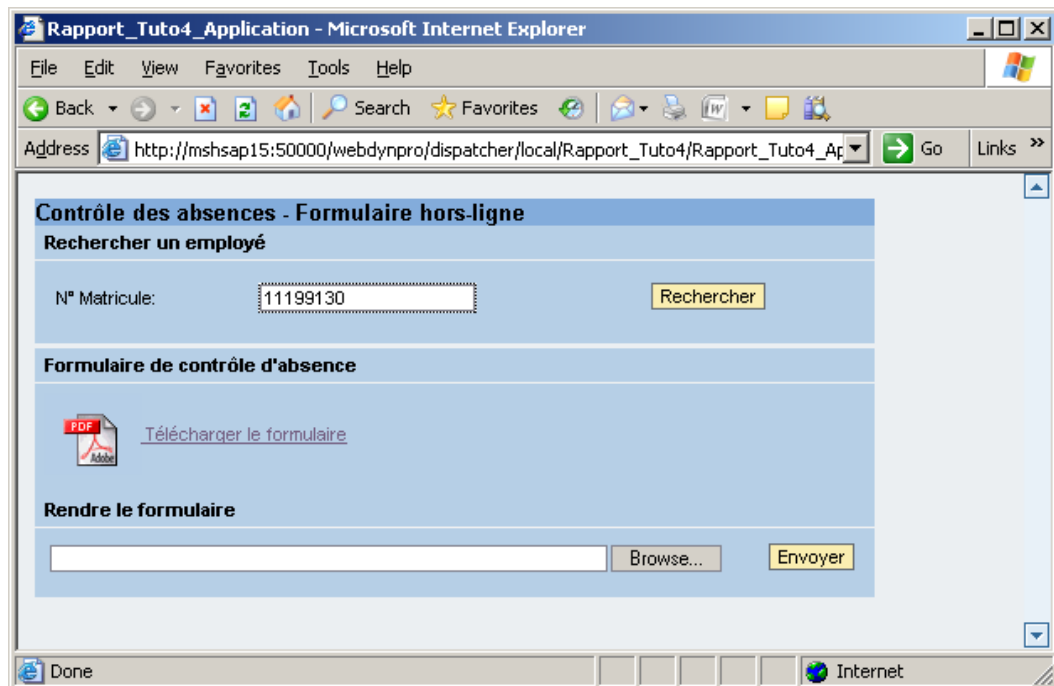 Rapport_Tuto4_Application - Microsoft Internet Explorer
File Edit View Favorites Tools Help
Back Search Favorites
Address http://mshsap15:50000/webdynpro/dispatcher/local/Rapport_Tuto4/Rapport_Tuto4_Ap Go Links »
Contrôle des absences - Formulaire hors-ligne
Rechercher un employé
N° Matricule: 11199130 Rechercher
Formulaire de contrôle d'absence
PDF
Télécharger le formulaire
Adobe
Rendre le formulaire
Browse... Envoyer
Done Internet